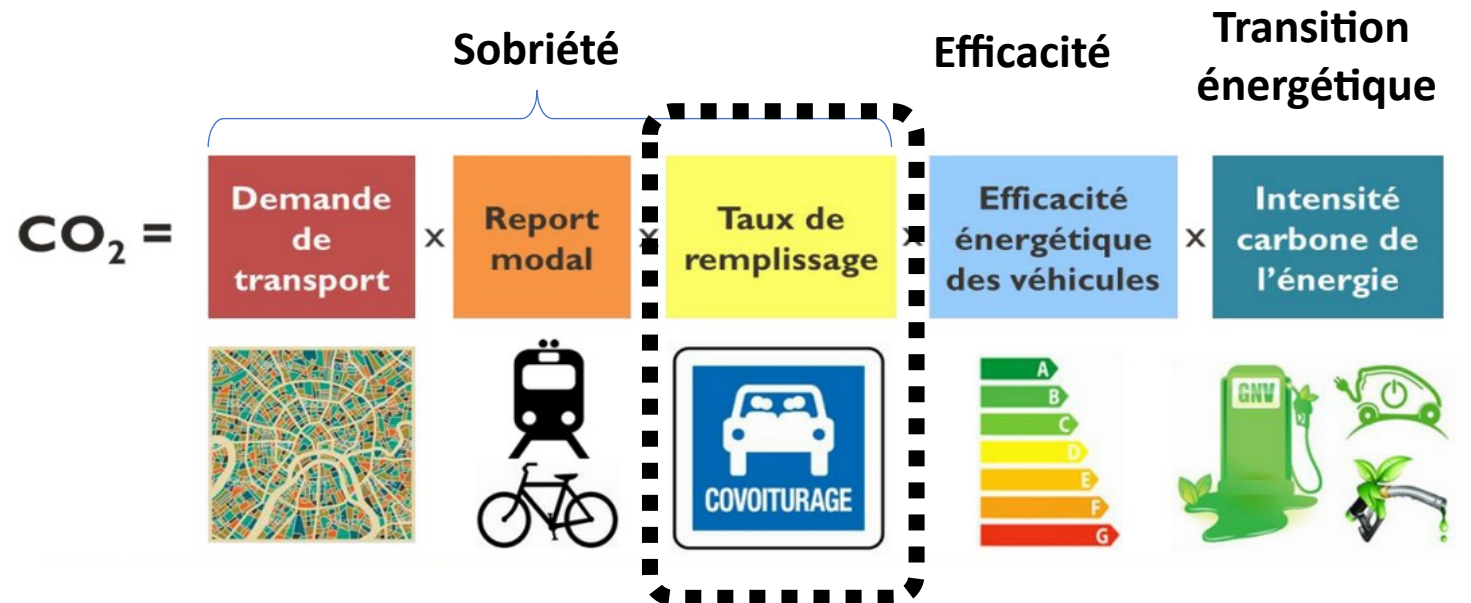 Sobriété
Efficacité
Transition
énergétique
CO₂ =
Demande
de
transport
x
Report
modal
x
Taux de
remplissage
x
Efficacité
énergétique
des véhicules
x
Intensité
carbone de
l'énergie
COVOITURAGE
A
B
C
D
E
F
G
GNV